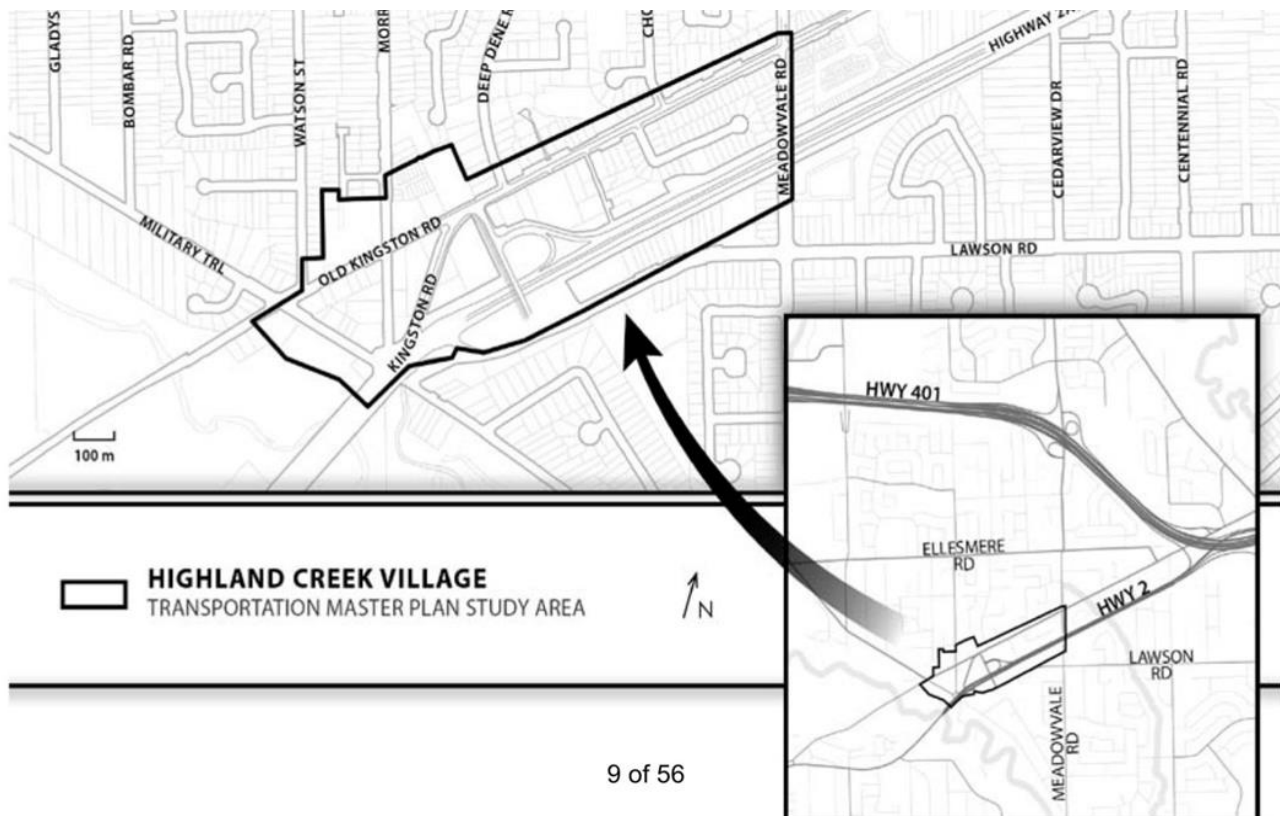 GLADYS
BOMBAR RD
WATSON ST
MORR
DEEP DENE
CHO
HIGHWAY
MEADOWVALE RD
CEDARVIEW DR
CENTENNIAL RD
MILITARY TRL
OLD KINGSTON RD
KINGSTON RD
LAWSON RD
100 m
HIGHLAND CREEK VILLAGE
TRANSPORTATION MASTER PLAN STUDY AREA
N
HWY 401
ELLESMERE
RD
HWY 2
LAWSON
RD
MEADOWVALE
RD
9 of 56